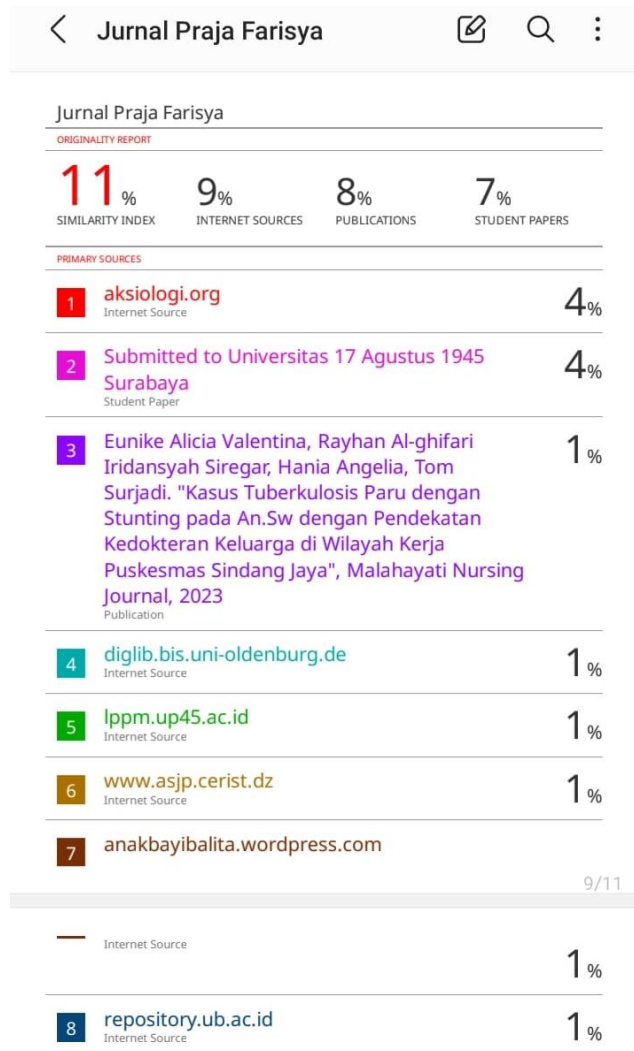 Jurnal Praja Farisya
Jurnal Praja Farisya
ORIGINALITY REPORT
11%
SIMILARITY INDEX
9%
INTERNET SOURCES
8%
PUBLICATIONS
7%
STUDENT PAPERS
PRIMARY SOURCES
1
aksiologi.org
Internet Source
4%
2
Submitted to Universitas 17 Agustus 1945
Surabaya
Student Paper
4%
3
Eunike Alicia Valentina, Rayhan Al-ghifari
Iridansyah Siregar, Hania Angelia, Tom
Surjadi. "Kasus Tuberkulosis Paru dengan
Stunting pada An.Sw dengan Pendekatan
Kedokteran Keluarga di Wilayah Kerja
Puskesmas Sindang Jaya", Malahayati Nursing
Journal, 2023
Publication
1%
4
diglib.bis.uni-oldenburg.de
Internet Source
1%
5
lppm.up45.ac.id
Internet Source
1%
6
www.asjp.cerist.dz
Internet Source
1%
7
anakbayibalita.wordpress.com
9/11
Internet Source
1%
8
repository.ub.ac.id
Internet Source
1%